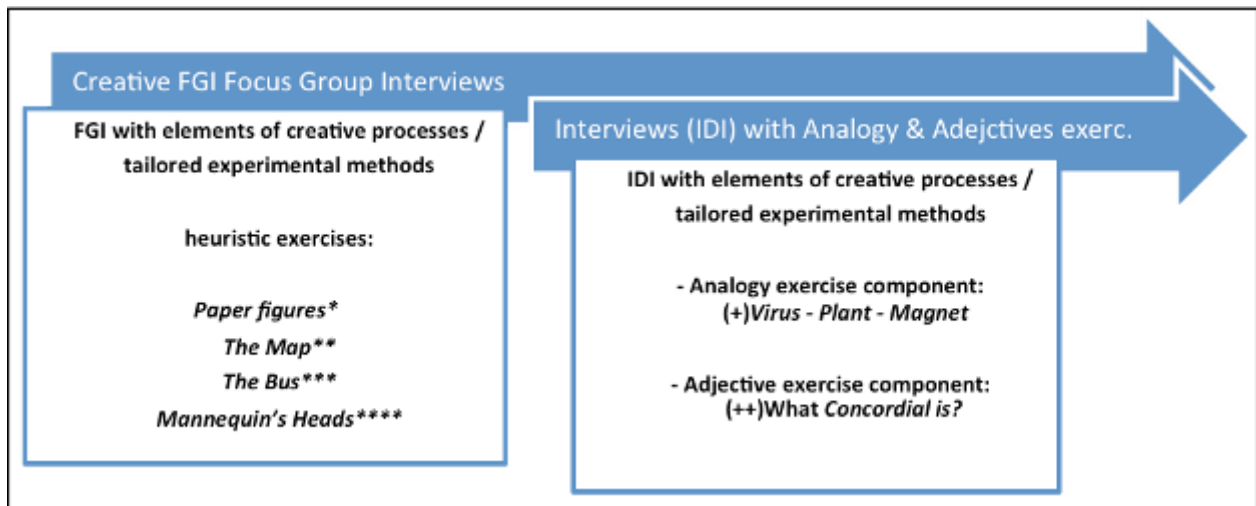 Creative FGI Focus Group Interviews
FGI with elements of creative processes /
tailored experimental methods
heuristic exercises:
Paper figures*
The Map**
The Bus***
Mannequin's Heads****
Interviews (IDI) with Analogy & Adejctives exerc.
IDI with elements of creative processes /
tailored experimental methods
- Analogy exercise component:
(+)Virus - Plant - Magnet
- Adjective exercise component:
(++)What Concordial is?